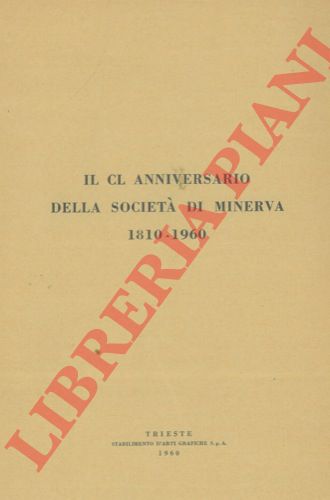 IL CL ANNIVERSARIO
DELLA SOCIETÀ DI MINERVA
1810-1960
LIBRERIA PIANI
TRIESTE
STABILIMENTO D'ARTI GRAFICHE S.p.A.
1960